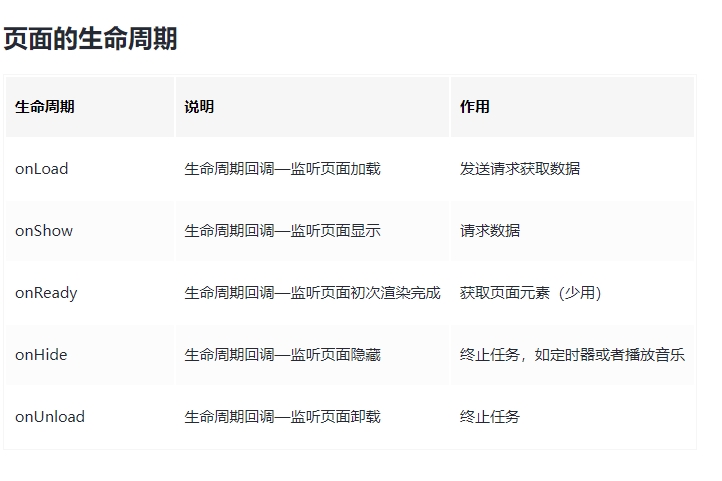 页面的生命周期
生命周期 说明 作用
onLoad 生命周期回调—监听页面加载 发送请求获取数据
onShow 生命周期回调—监听页面显示 请求数据
onReady 生命周期回调—监听页面初次渲染完成 获取页面元素（少用）
onHide 生命周期回调—监听页面隐藏 终止任务，如定时器或者播放音乐
onUnload 生命周期回调—监听页面卸载 终止任务